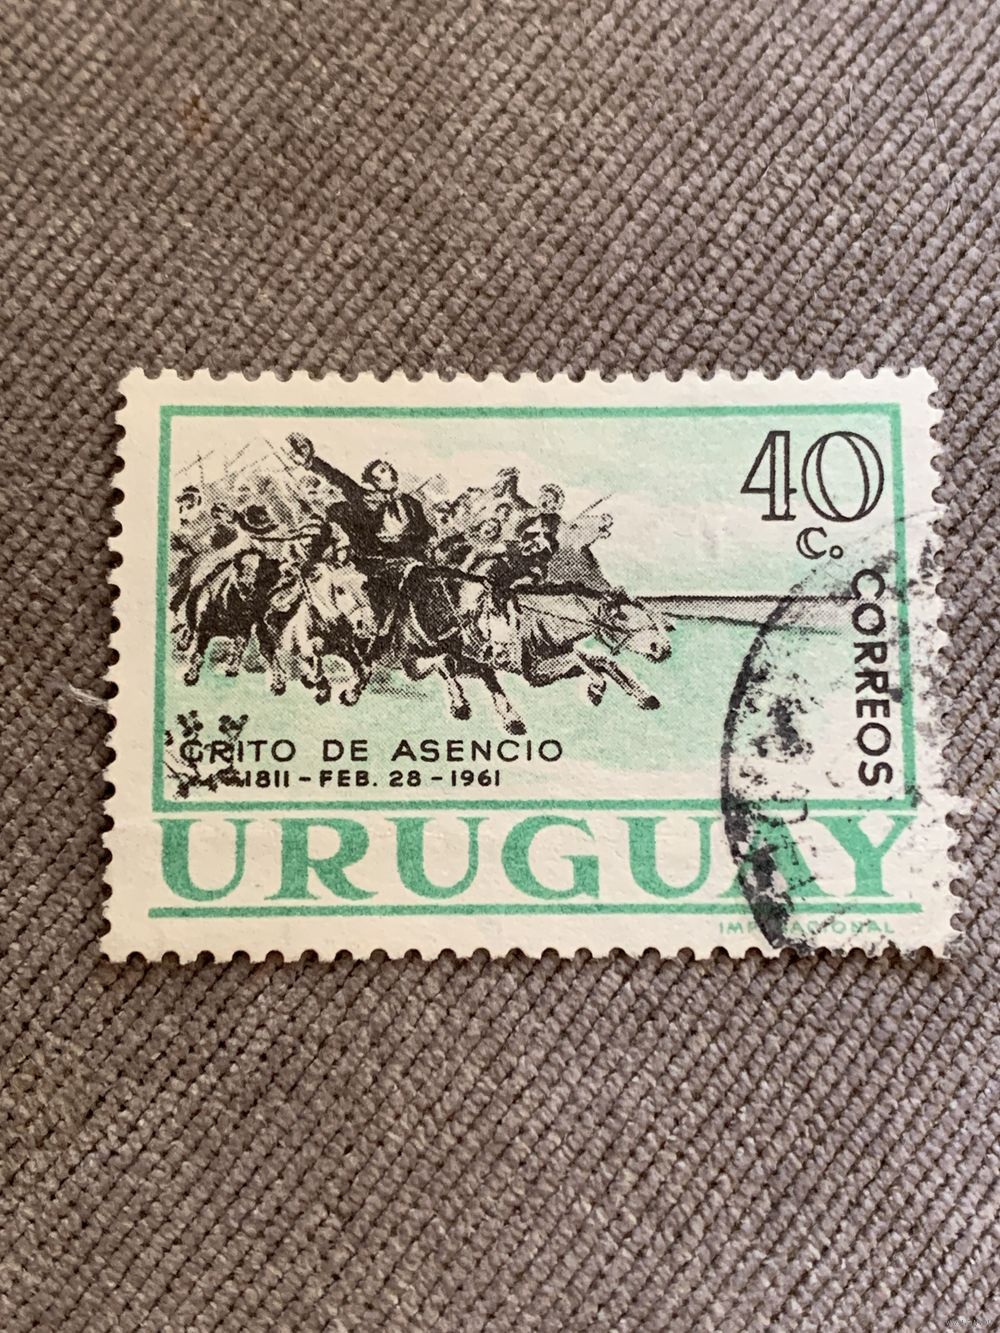 40
C.
CORREOS
GRITO DE ASENCIO
1811 - FEB. 28 - 1961
URUGUAY